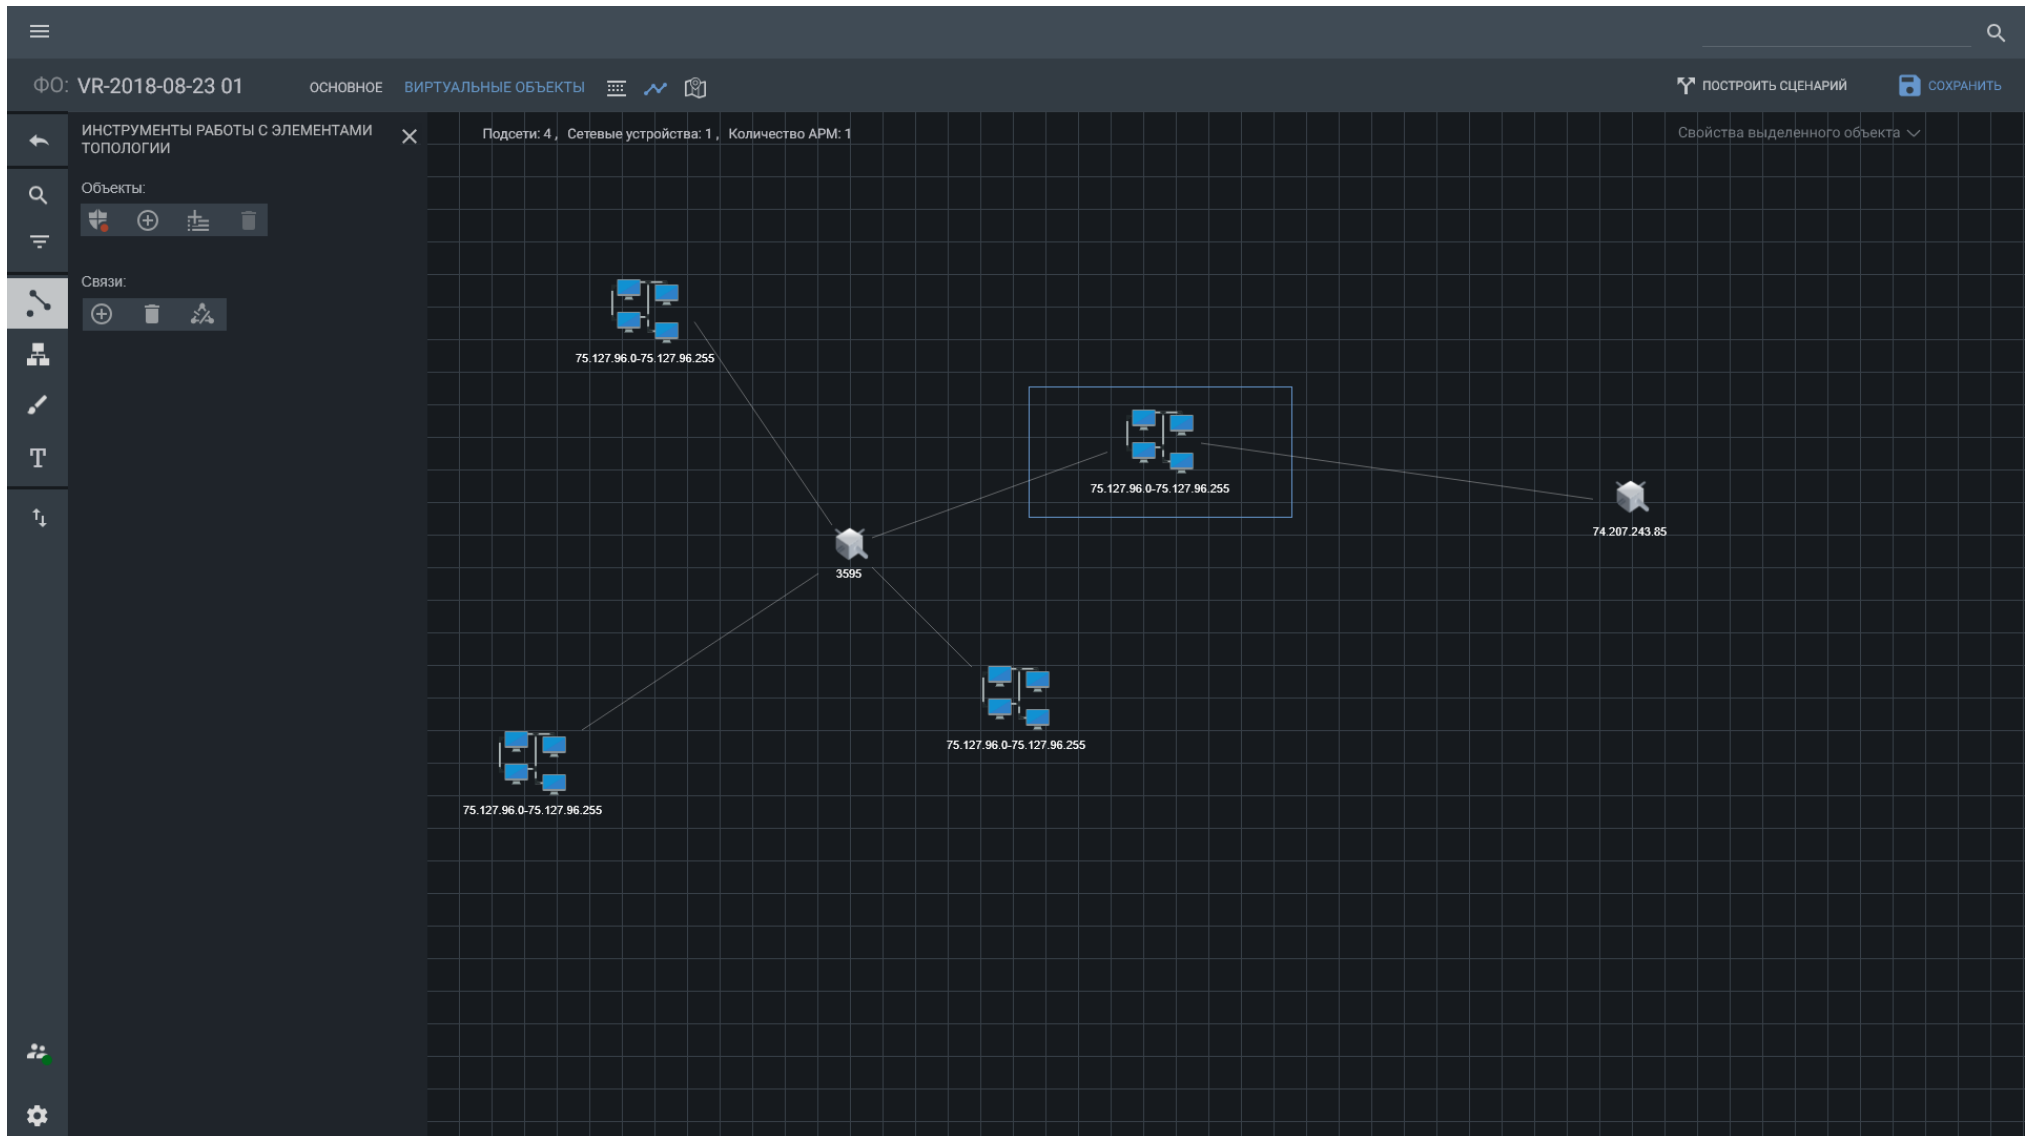 ФО: VR-2018-08-23 01
ОСНОВНОЕ
ВИРТУАЛЬНЫЕ ОБЪЕКТЫ
ПОСТРОИТЬ СЦЕНАРИЙ
СОХРАНИТЬ
ИНСТРУМЕНТЫ РАБОТЫ С ЭЛЕМЕНТАМИ
ТОПОЛОГИИ
Объекты:
Связи:
Подсети: 4 , Сетевые устройства: 1 , Количество АРМ: 1
Свойства выделенного объекта
75.127.96.0-75.127.96.255
75.127.96.0-75.127.96.255
74.207.243.85
3595
75.127.96.0-75.127.96.255
75.127.96.0-75.127.96.255